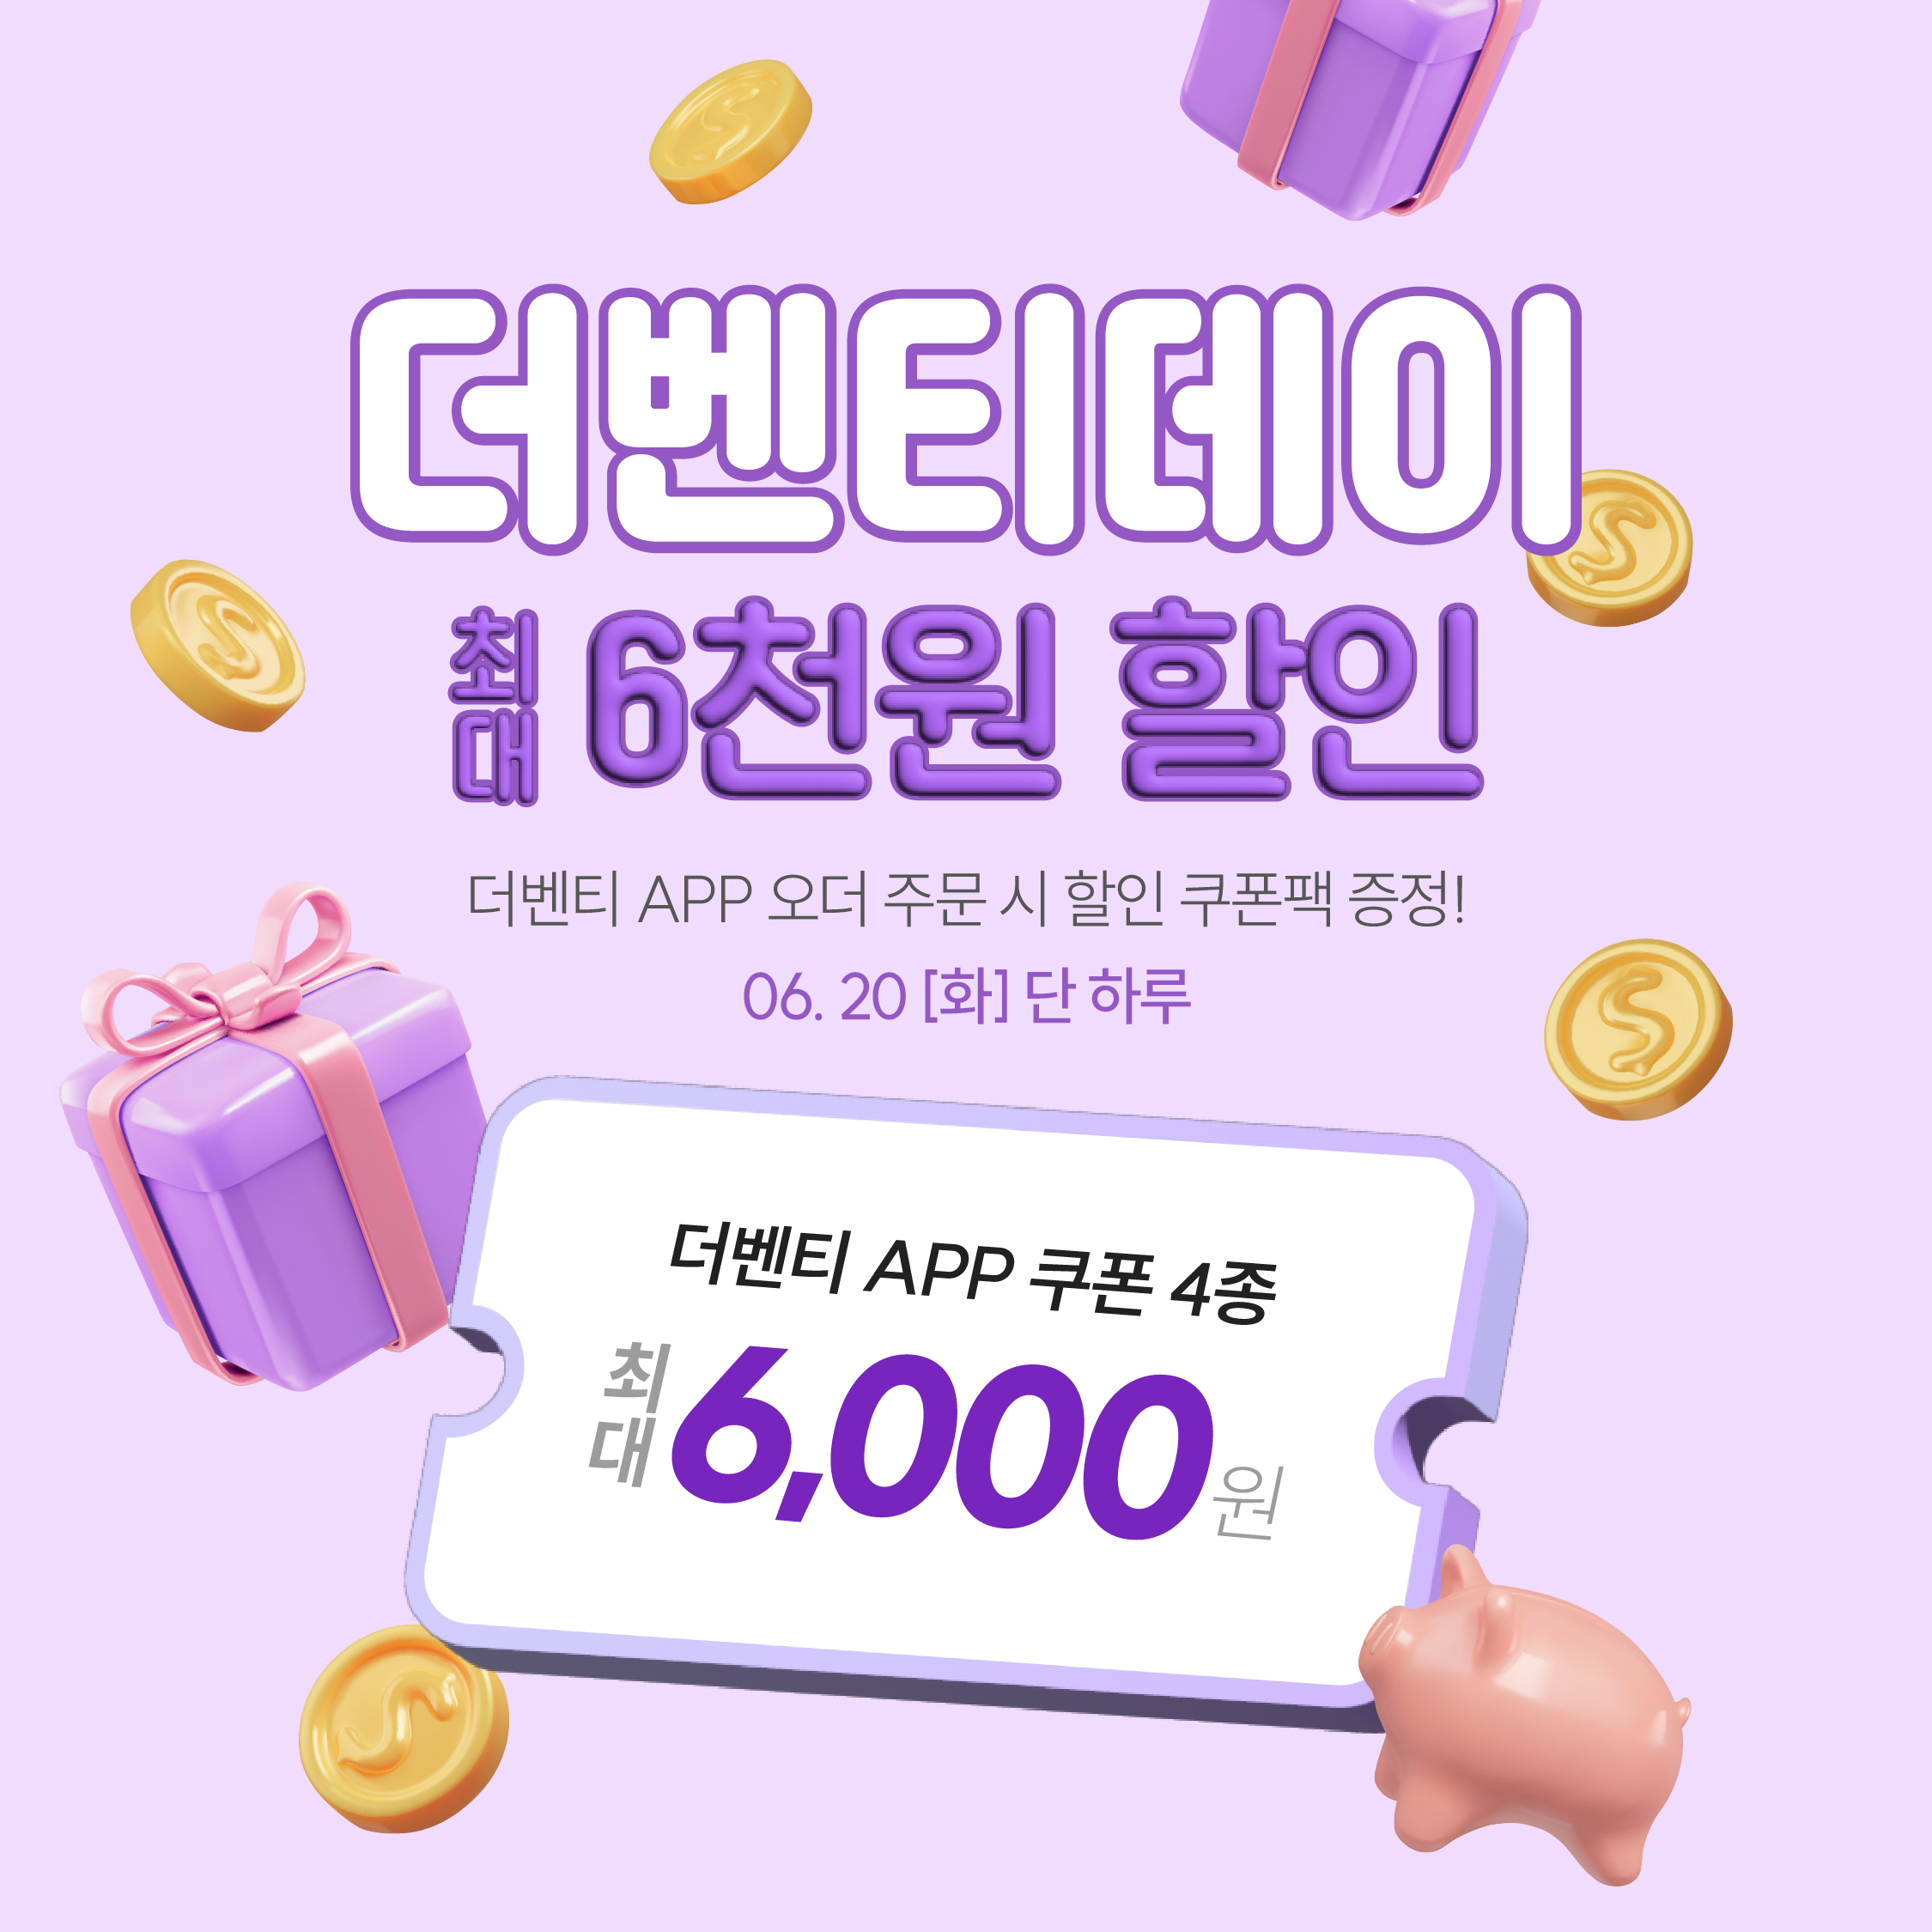 더벤티데이
최대 6천원 할인
더벤티 APP 오더 주문 시 할인 쿠폰팩 증정!
06. 20 [화] 단 하루
더벤티 APP 쿠폰 4종
최대 6,000원